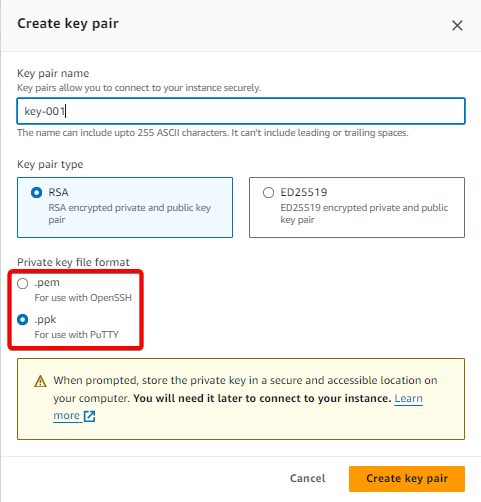 Create key pair
Key pair name
Key pairs allow you to connect to your instance securely.
key-001
The name can include upto 255 ASCII characters. It can't include leading or trailing spaces.
Key pair type
RSA
RSA encrypted private and public key
pair
ED25519
ED25519 encrypted private and public
key pair
Private key file format
.pem
For use with OpenSSH
.ppk
For use with PuTTY
When prompted, store the private key in a secure and accessible location on
your computer. You will need it later to connect to your instance. Learn
more
Cancel
Create key pair